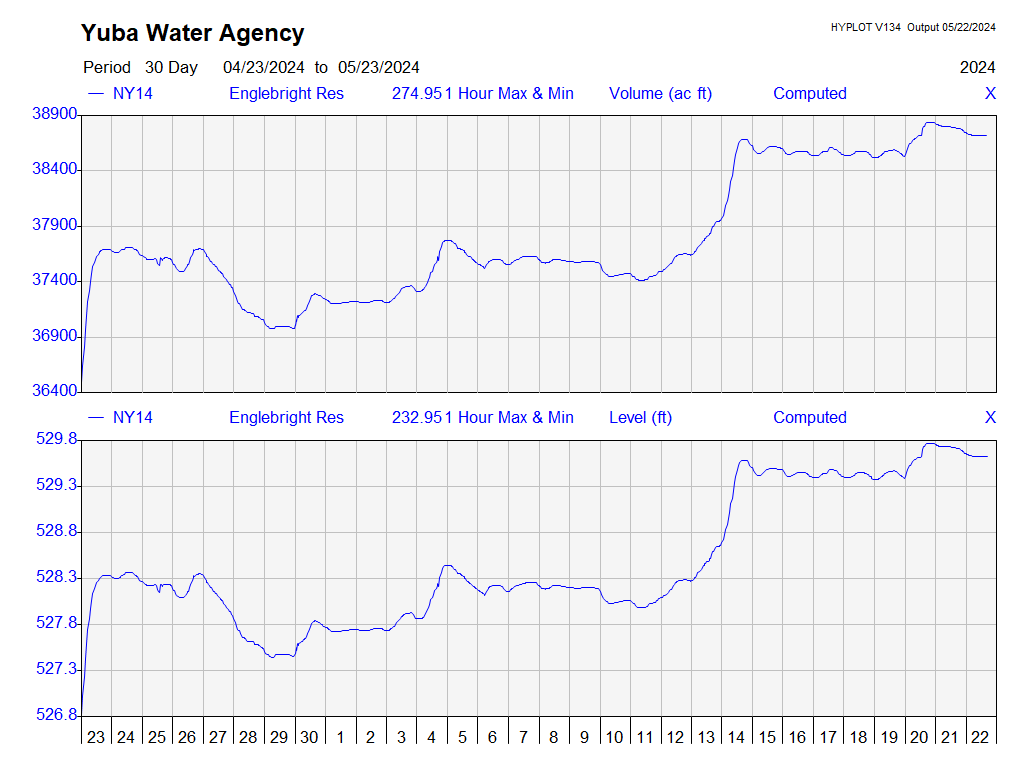 Yuba Water Agency
HYPLOT V134 Output 05/22/2024
Period 30 Day 04/23/2024 to 05/23/2024 2024
NY14 Englebright Res 274.951 Hour Max & Min Volume (ac ft) Computed X
38900
38400
37900
37400
36900
36400
NY14 Englebright Res 232.951 Hour Max & Min Level (ft) Computed X
529.8
529.3
528.8
528.3
527.8
527.3
526.8
23 24 25 26 27 28 29 30 1 2 3 4 5 6 7 8 9 10 11 12 13 14 15 16 17 18 19 20 21 22